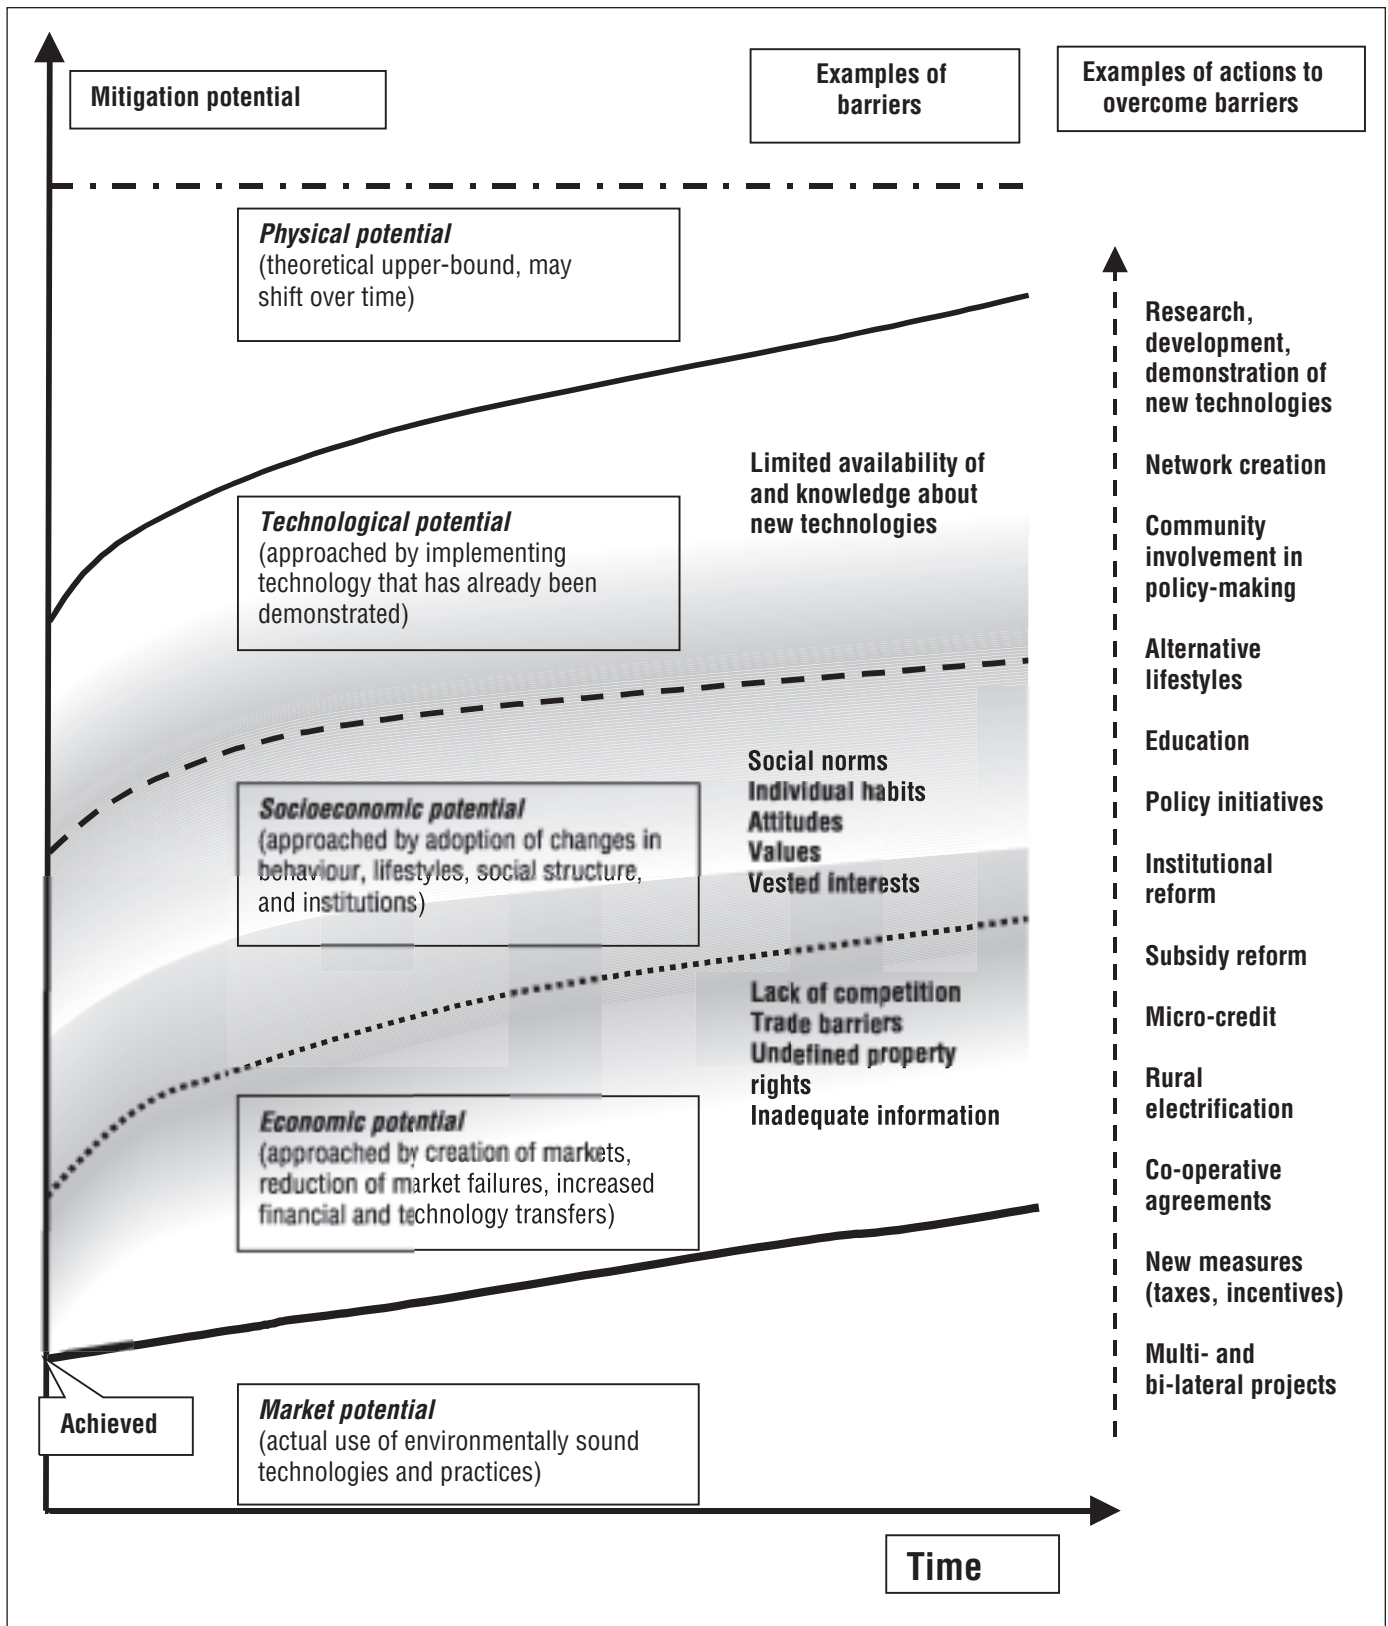 Mitigation potential
Examples of
barriers
Examples of actions to
overcome barriers
Physical potential
(theoretical upper-bound, may
shift over time)
Technological potential
(approached by implementing
technology that has already been
demonstrated)
Socioeconomic potential
(approached by adoption of changes in
behaviour, lifestyles, social structure,
and institutions)
Economic potential
(approached by creation of markets,
reduction of market failures, increased
financial and technology transfers)
Market potential
(actual use of environmentally sound
technologies and practices)
Achieved
Limited availability of
and knowledge about
new technologies
Social norms
Individual habits
Attitudes
Values
Vested interests
Lack of competition
Trade barriers
Undefined property
rights
Inadequate information
Research,
development,
demonstration of
new technologies
Network creation
Community
involvement in
policy-making
Alternative
lifestyles
Education
Policy initiatives
Institutional
reform
Subsidy reform
Micro-credit
Rural
electrification
Co-operative
agreements
New measures
(taxes, incentives)
Multi- and
bi-lateral projects
Time